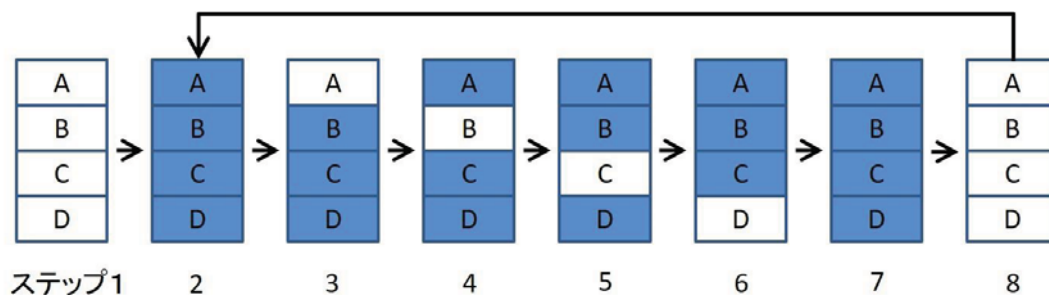 A A A A A A A A
B B B B B B B B
C C C C C C C C
D D D D D D D D
ステップ1 2 3 4 5 6 7 8